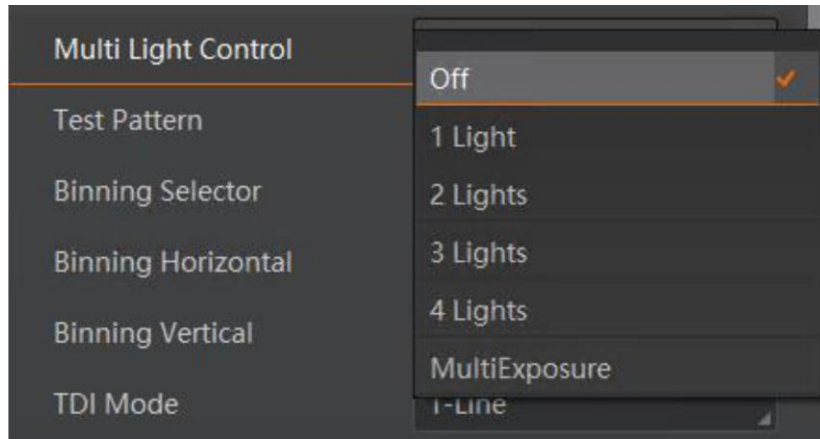 Multi Light Control
Off
Test Pattern
1 Light
Binning Selector
2 Lights
Binning Horizontal
3 Lights
Binning Vertical
4 Lights
MultiExposure
TDI Mode
1-Line